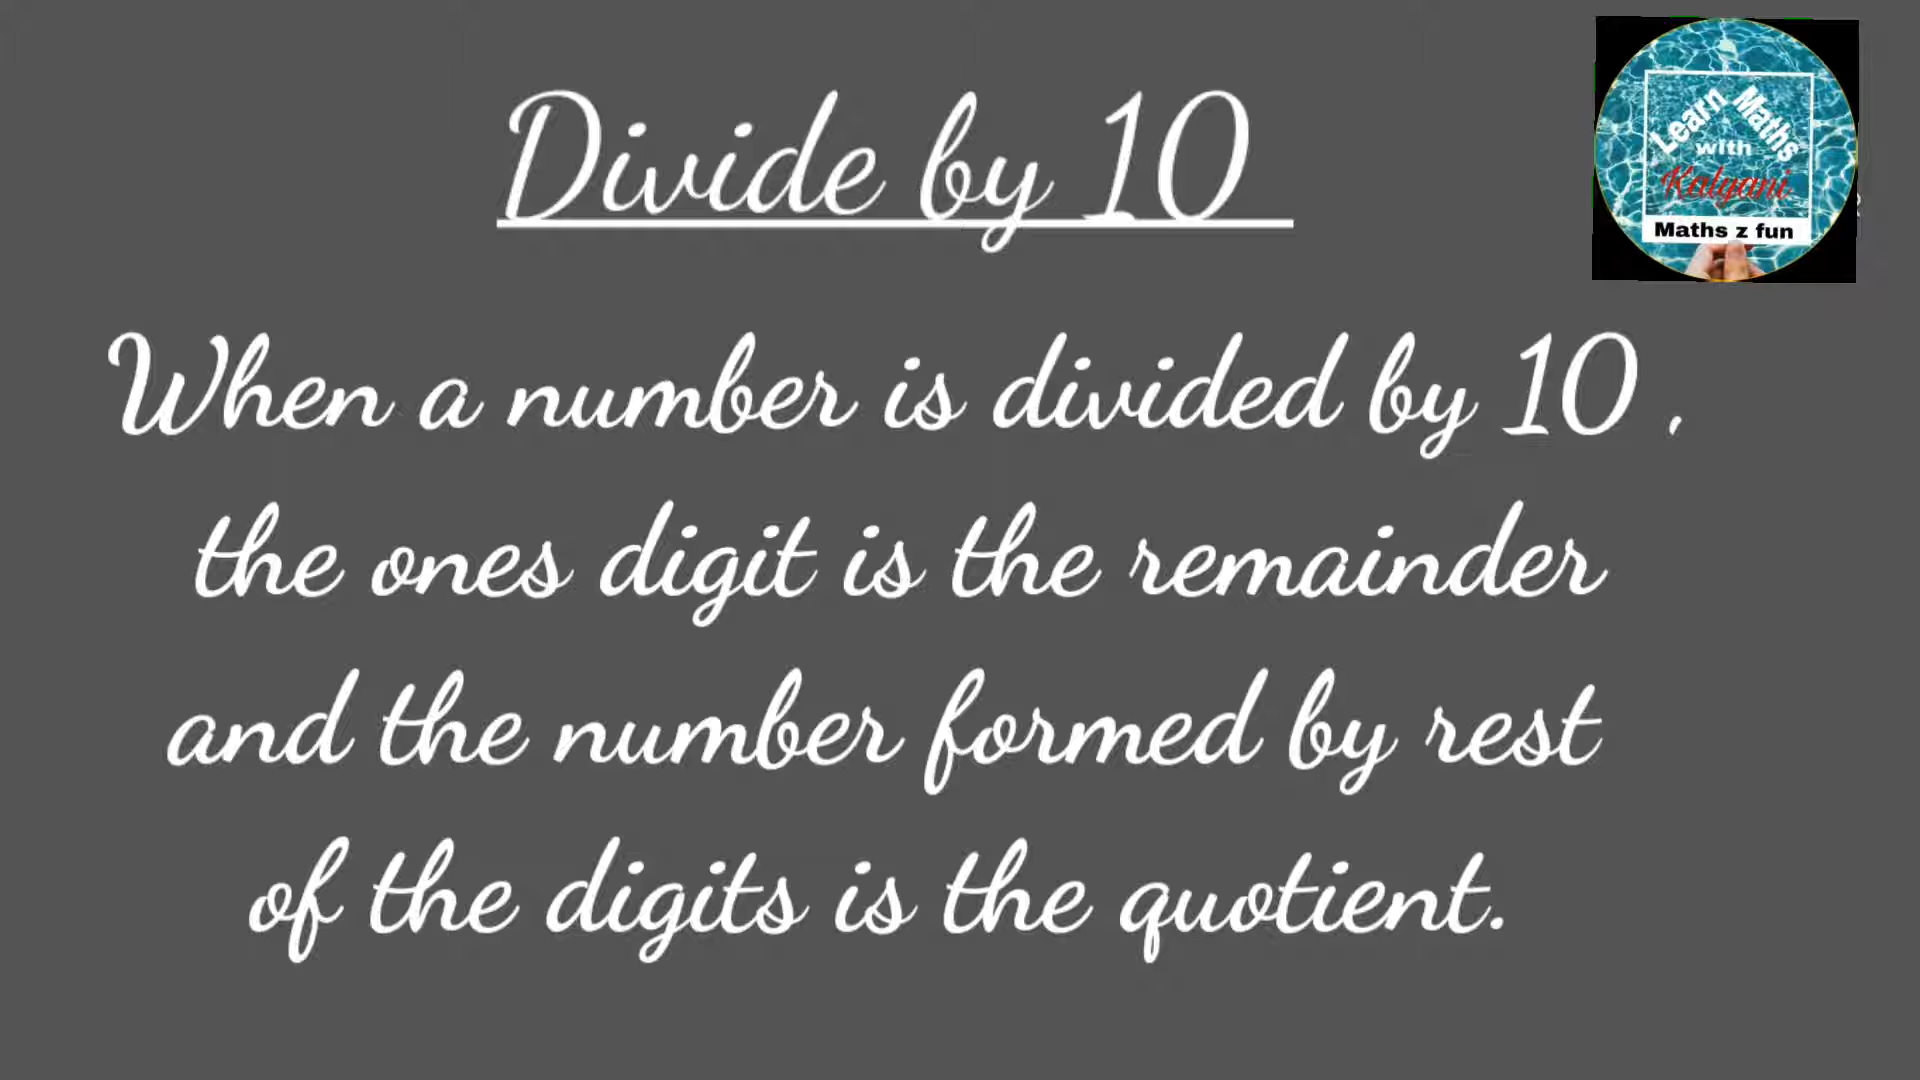 Divide by 10
Learn Maths
with
Kalyani
Maths z fun
When a number is divided by 10 ,
the ones digit is the remainder
and the number formed by rest
of the digits is the quotient.